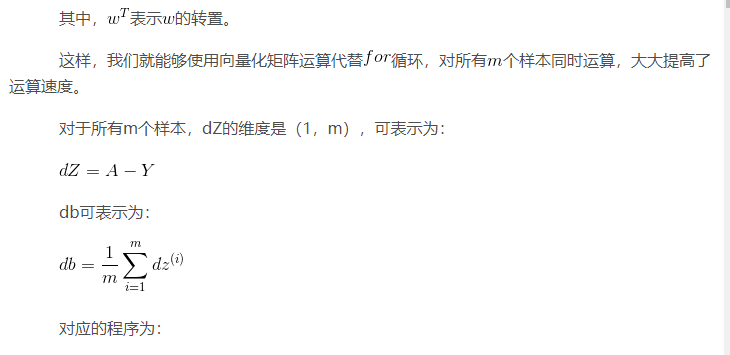 其中，$w^T$表示$w$的转置。
这样，我们就能够使用向量化矩阵运算代替$for$循环，对所有$m$个样本同时运算，大大提高了
运算速度。
对于所有m个样本，dZ的维度是（1，m），可表示为：
$dZ = A - Y$
db可表示为：
$db = \frac{1}{m} \sum_{i=1}^{m} dz^{(i)}$
对应的程序为：